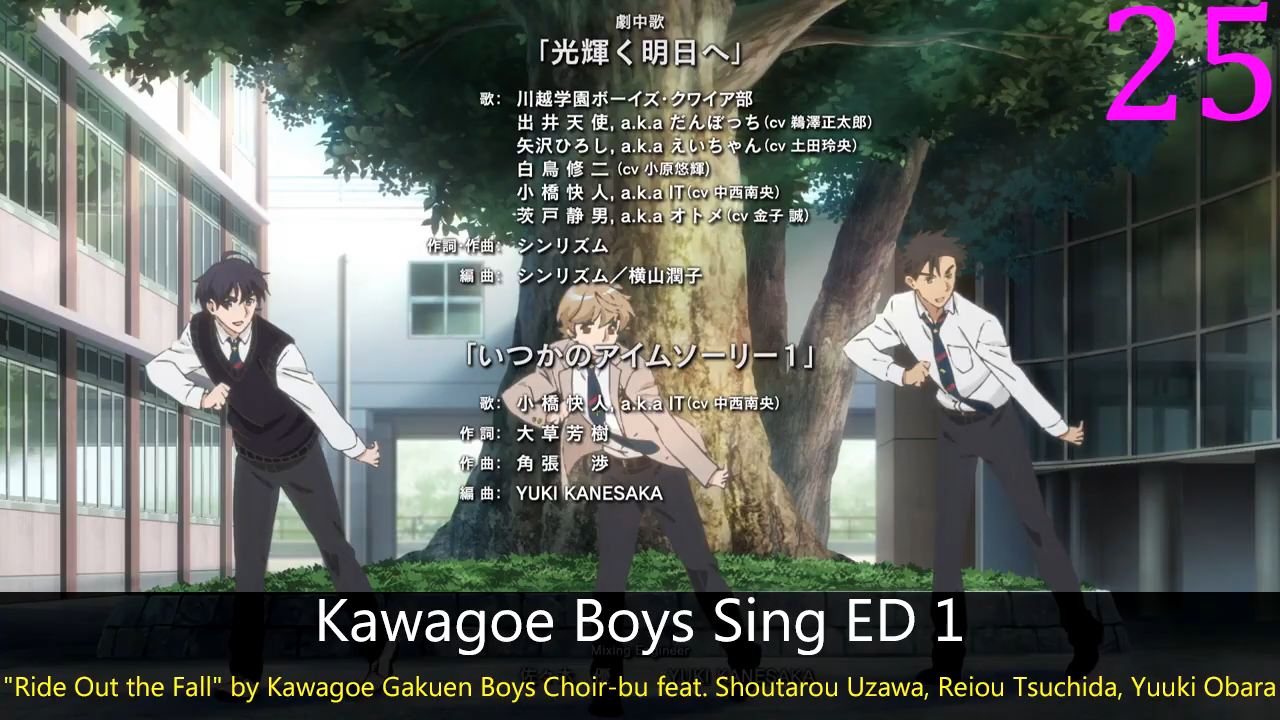 25
劇中歌
「光輝く明日へ」
歌: 川越学園ボーイズ・クワイア部
出井天使, a.k.a だんぼっち(cv 鵜澤正太郎)
矢沢ひろし, a.k.a えいちゃん(cv 土田玲央)
白鳥修二 (cv 小原悠輝)
小橋快人, a.k.a IT(cv 中西南央)
茨戸静男, a.k.a オトメ(cv 金子 誠)
作詞・作曲: シンリズム
編曲: シンリズム／横山潤子
「いつかのアイムソーリー1」
歌: 小橋快人, a.k.a IT(cv 中西南央)
作詞: 大草芳樹
作曲: 角張 渉
編曲: YUKI KANESAKA
Kawagoe Boys Sing ED 1
Mixing Engineer
YUKI KANESAKA
"Ride Out the Fall" by Kawagoe Gakuen Boys Choir-bu feat. Shoutarou Uzawa, Reiou Tsuchida, Yuuki Obara